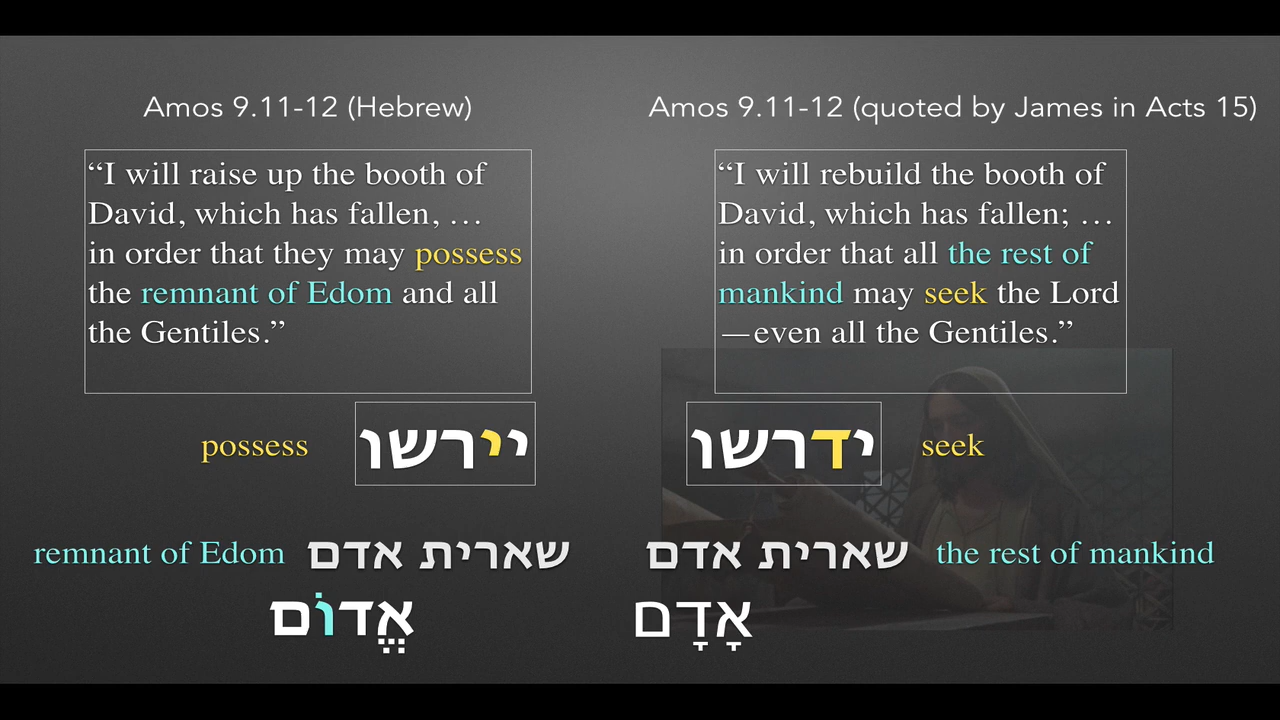 Amos 9.11-12 (Hebrew)
“I will raise up the booth of
David, which has fallen, …
in order that they may possess
the remnant of Edom and all
the Gentiles.”
Amos 9.11-12 (quoted by James in Acts 15)
“I will rebuild the booth of
David, which has fallen; …
in order that all the rest of
mankind may seek the Lord
—even all the Gentiles.”
possess יירשו
ידרשו seek
remnant of Edom שארית אדם
שארית אדם the rest of mankind
אֱדוֹם
אָדָם